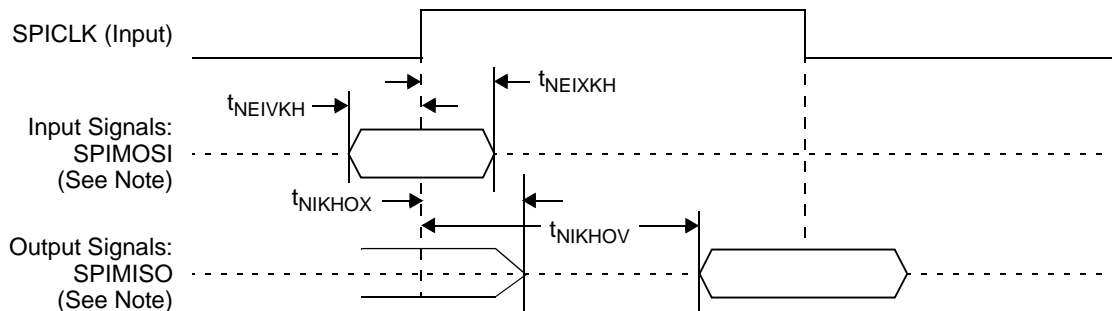 SPICLK (Input)
tNEIXKH
tNEIVKH
Input Signals:
SPIMOSI
(See Note)
tNIKHOX
tNIKHOV
Output Signals:
SPIMISO
(See Note)